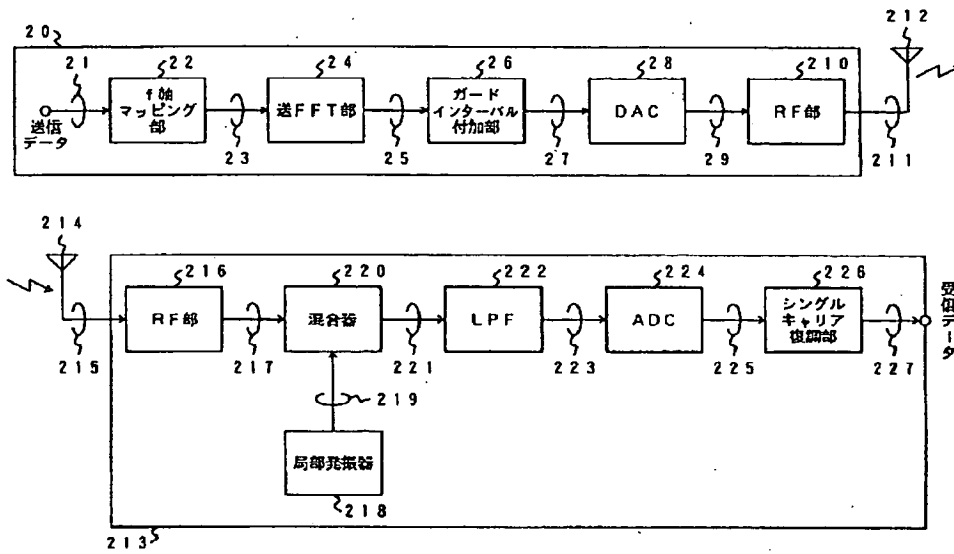 20
21
22
24
26
28
210
212
f軸
マッピング
部
送FFT部
ガード
インターバル
付加部
DAC
RF部
送信
データ
23
25
27
29
211
214
216
220
222
224
226
RF部
混合器
LPF
ADC
シングル
キャリア
復調部
受信データ
215
217
221
223
225
227
219
局部発振器
218
213